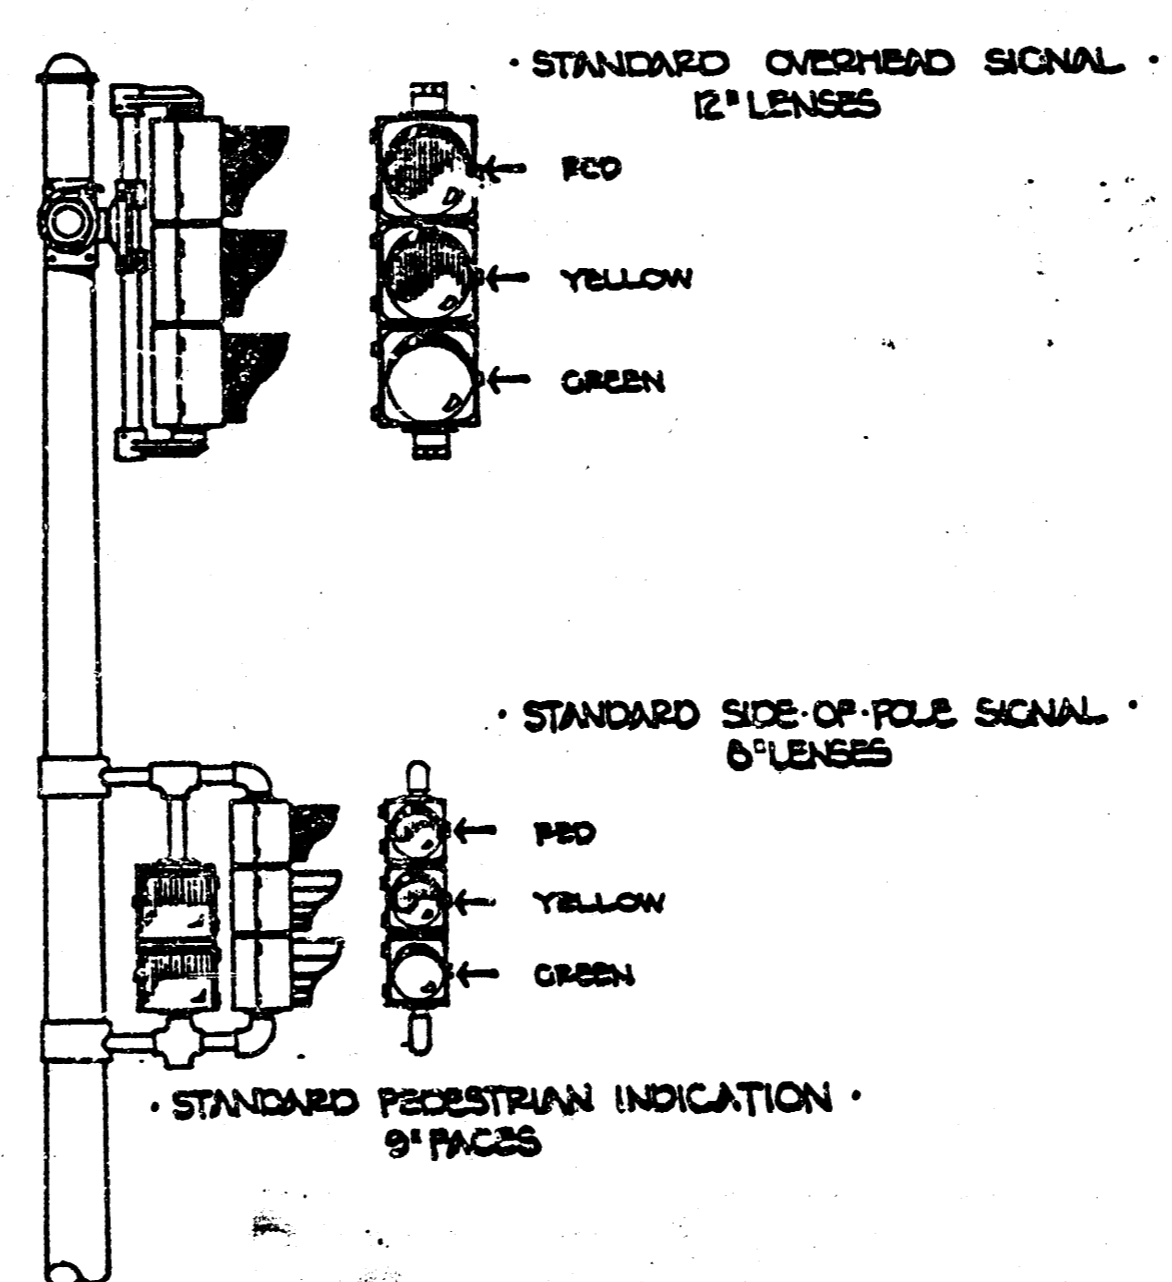 · STANDARD OVERHEAD SIGNAL ·
12" LENSES
RED
YELLOW
GREEN
· STANDARD SIDE·OF·POLE SIGNAL ·
8" LENSES
RED
YELLOW
GREEN
· STANDARD PEDESTRIAN INDICATION ·
9" FACES